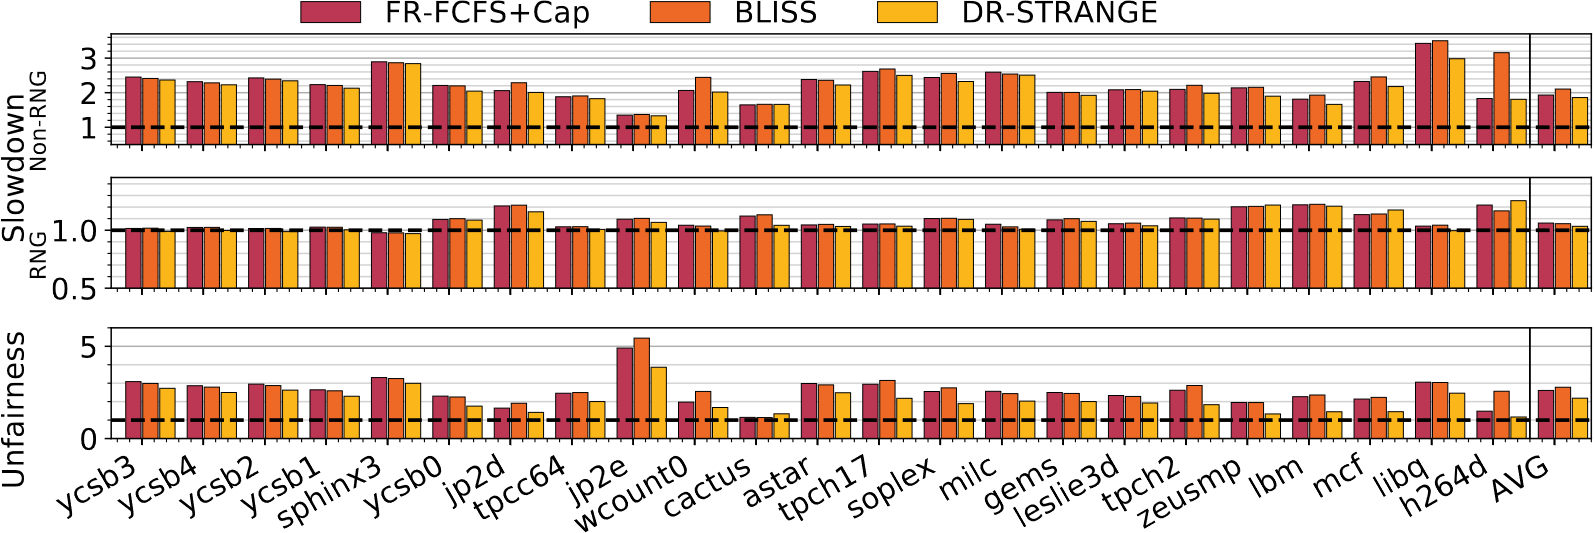 FR-FCFS+Cap BLISS DR-STRANGE
Slowdown
Non-RNG
3
2
1
RNG
1.0
0.5
Unfairness
5
0
ycsb3 ycsb4 ycsb2 ycsb1 sphinx3 ycsb0 jp2d tpcc64 jp2e wcount0 cactus astar tpch17 soplex milc gems leslie3d tpch2 zeusmp lbm mcf libq h264d AVG